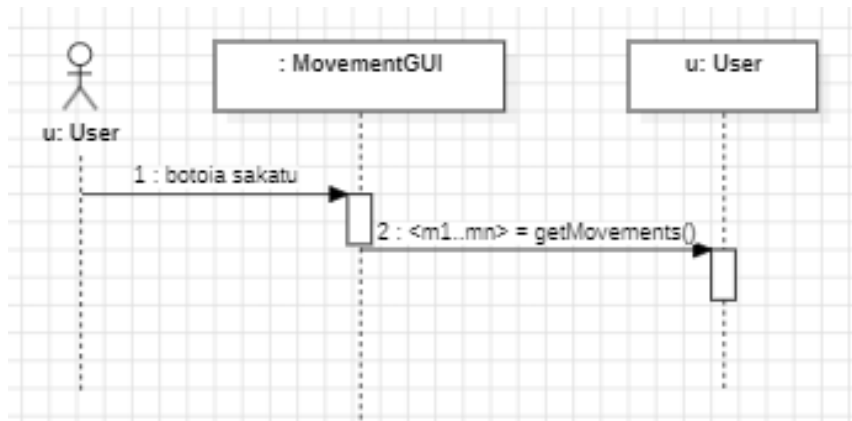 : MovementGUI
u: User
u: User
1 : botoia sakatu
2 : <m1..mn> = getMovements()